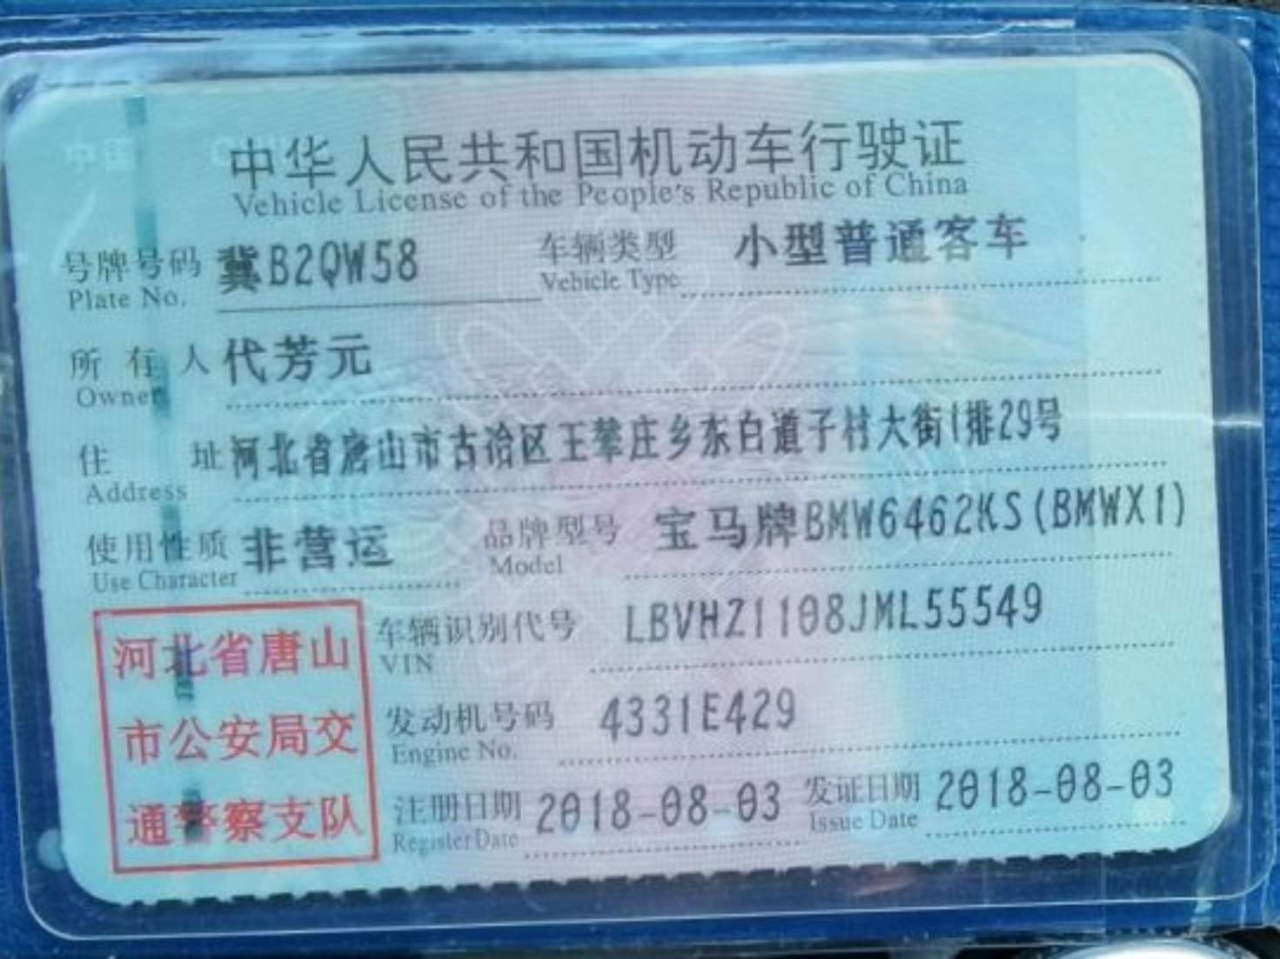 中华人民共和国机动车行驶证
Vehicle License of the People's Republic of China
号牌号码 冀B2QW58 车辆类型 小型普通客车
Plate No. Vehicle Type
所有人 代芳元
Owner
住址 河北省唐山市古冶区王辇庄乡东白道子村大街1排29号
Address
使用性质 非营运 品牌型号 宝马牌BMW6462KS(BMWX1)
Use Character Model
河北省唐山
市公安局交
通警察支队
车辆识别代号 LBVHZ1108JML55549
VIN
发动机号码 4331E429
Engine No.
注册日期 2018-08-03 发证日期 2018-08-03
Register Date Issue Date